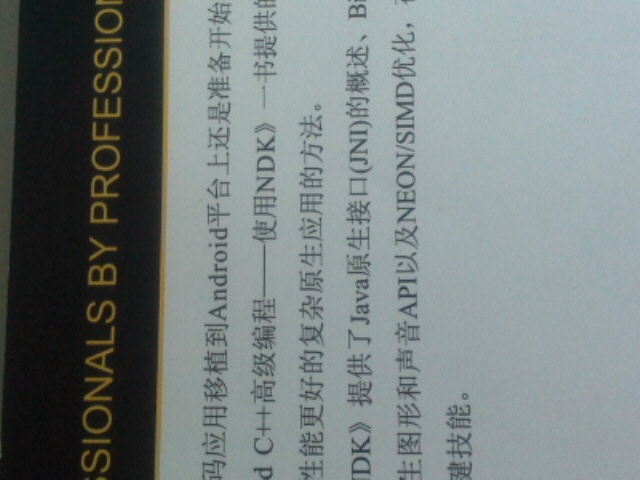 SSIONALS BY PROFESSION
码应用移植到Android平台上还是准备开始
d C++高级编程——使用NDK》一书提供的
性能更好的复杂原生应用的方法。
NDK》提供了Java原生接口(JNI)的概述、Bi
生图形和声音API以及NEON/SIMD优化，
建技能。